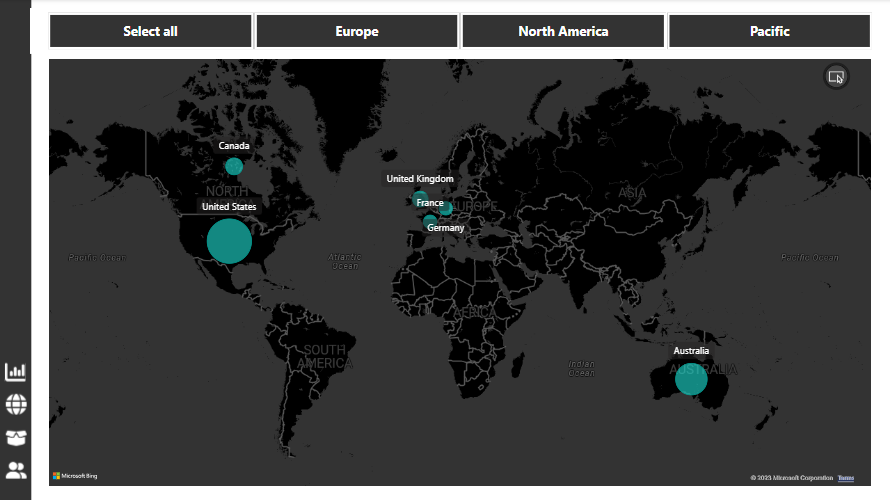 Select all
Europe
North America
Pacific
Canada
NORTH
United States
United Kingdom
France
EUROPE
Germany
ASIA
Pacific Ocean
Atlantic
Ocean
Pacific Ocean
AFRICA
SOUTH
AMERICA
Indian
Ocean
Australia
AUSTRALIA
Microsoft Bing
© 2023 Microsoft Corporation Terms